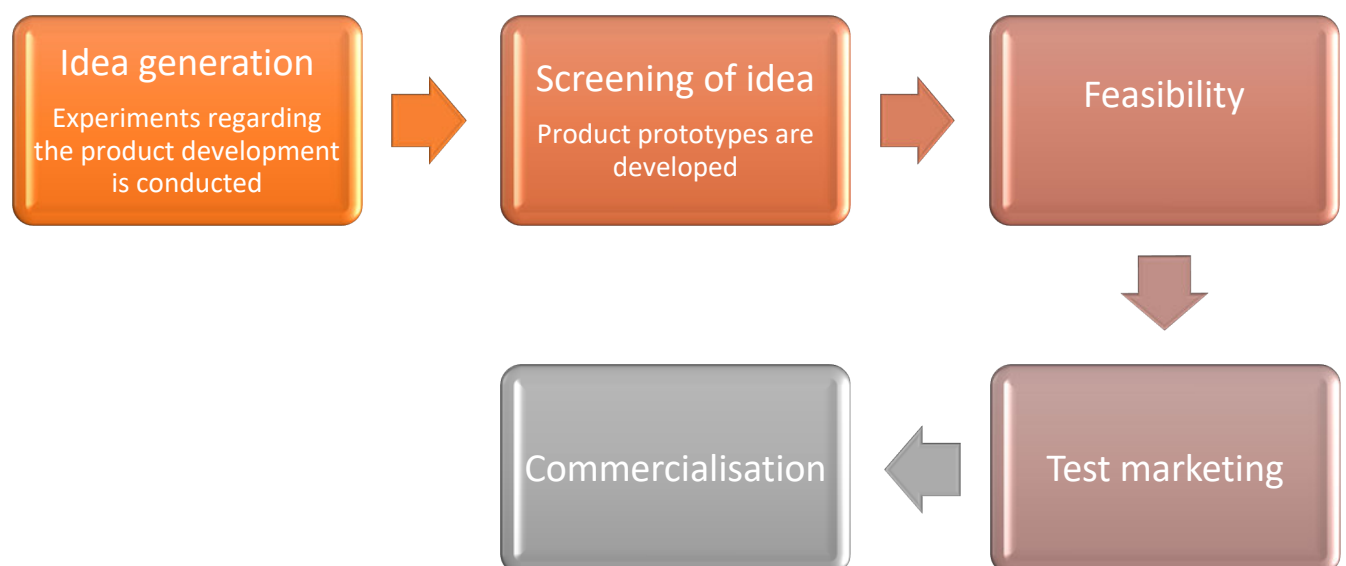 Idea generation
Experiments regarding
the product development
is conducted
Screening of idea
Product prototypes are
developed
Feasibility
Test marketing
Commercialisation